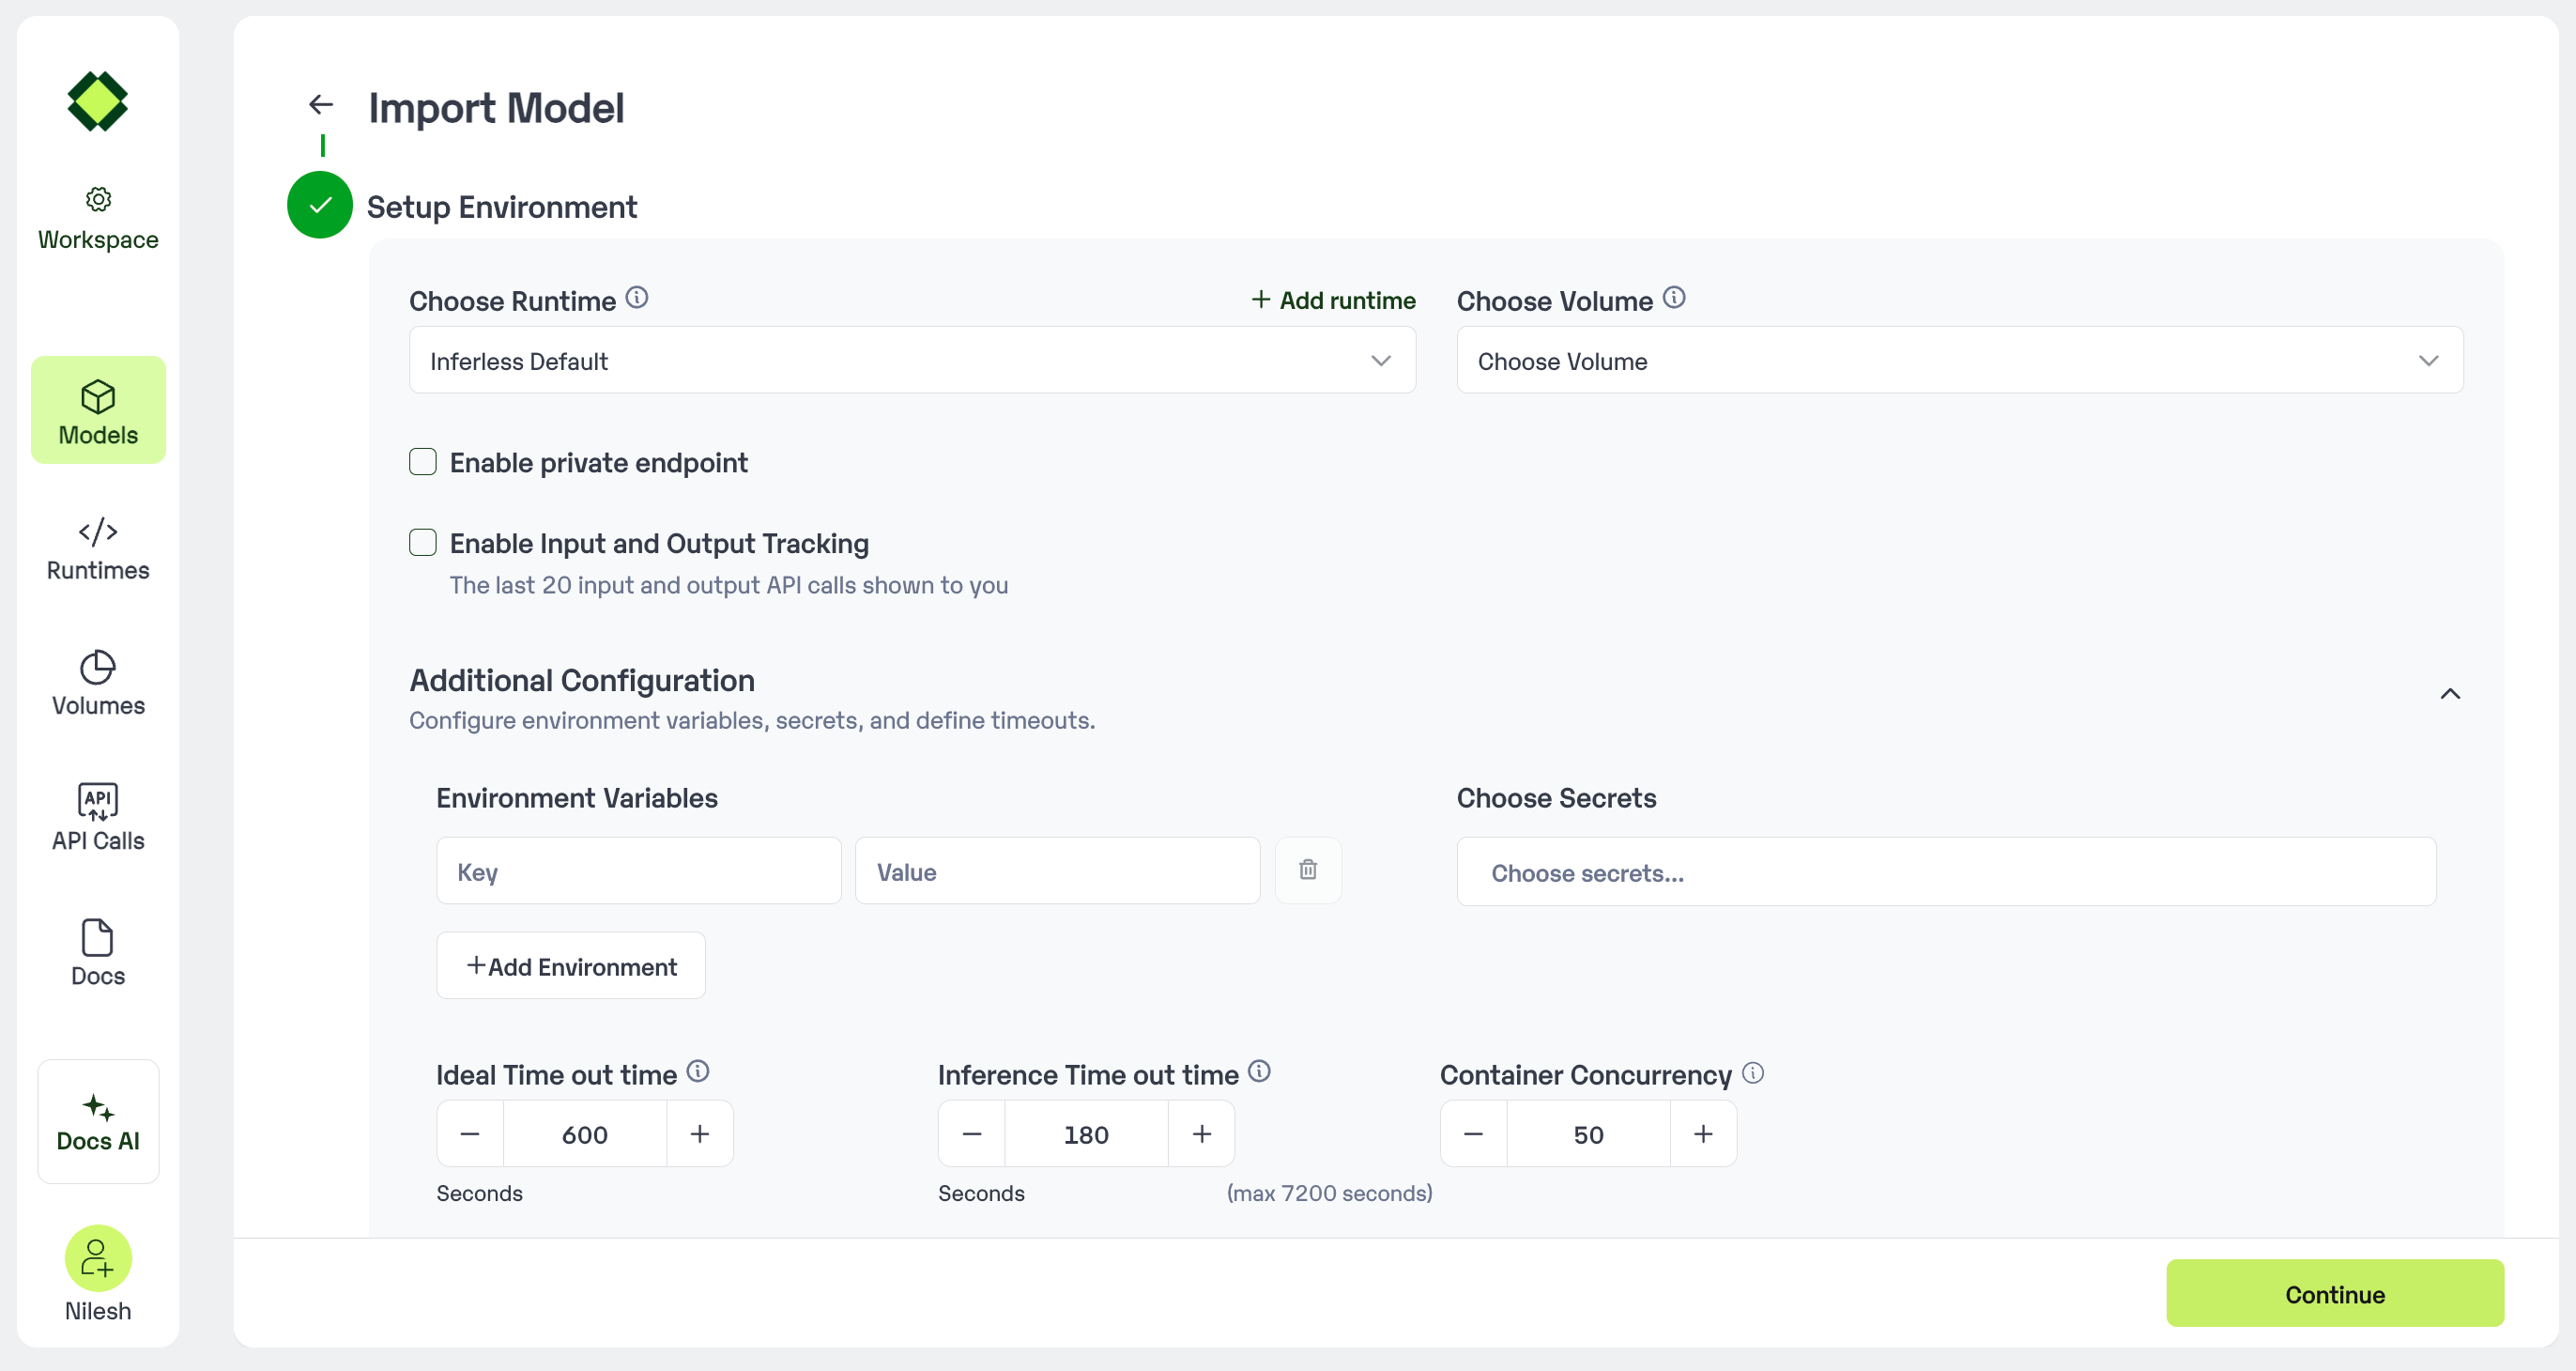 Workspace
Models
Runtimes
Volumes
API
API Calls
Docs
Docs AI
Nilesh
Import Model
Setup Environment
Choose Runtime
+ Add runtime
Inferless Default
Choose Volume
Choose Volume
Enable private endpoint
Enable Input and Output Tracking
The last 20 input and output API calls shown to you
Additional Configuration
Configure environment variables, secrets, and define timeouts.
Environment Variables
Key
Value
+Add Environment
Choose Secrets
Choose secrets...
Ideal Time out time
− 600 +
Seconds
Inference Time out time
− 180 +
Seconds (max 7200 seconds)
Container Concurrency
− 50 +
Continue